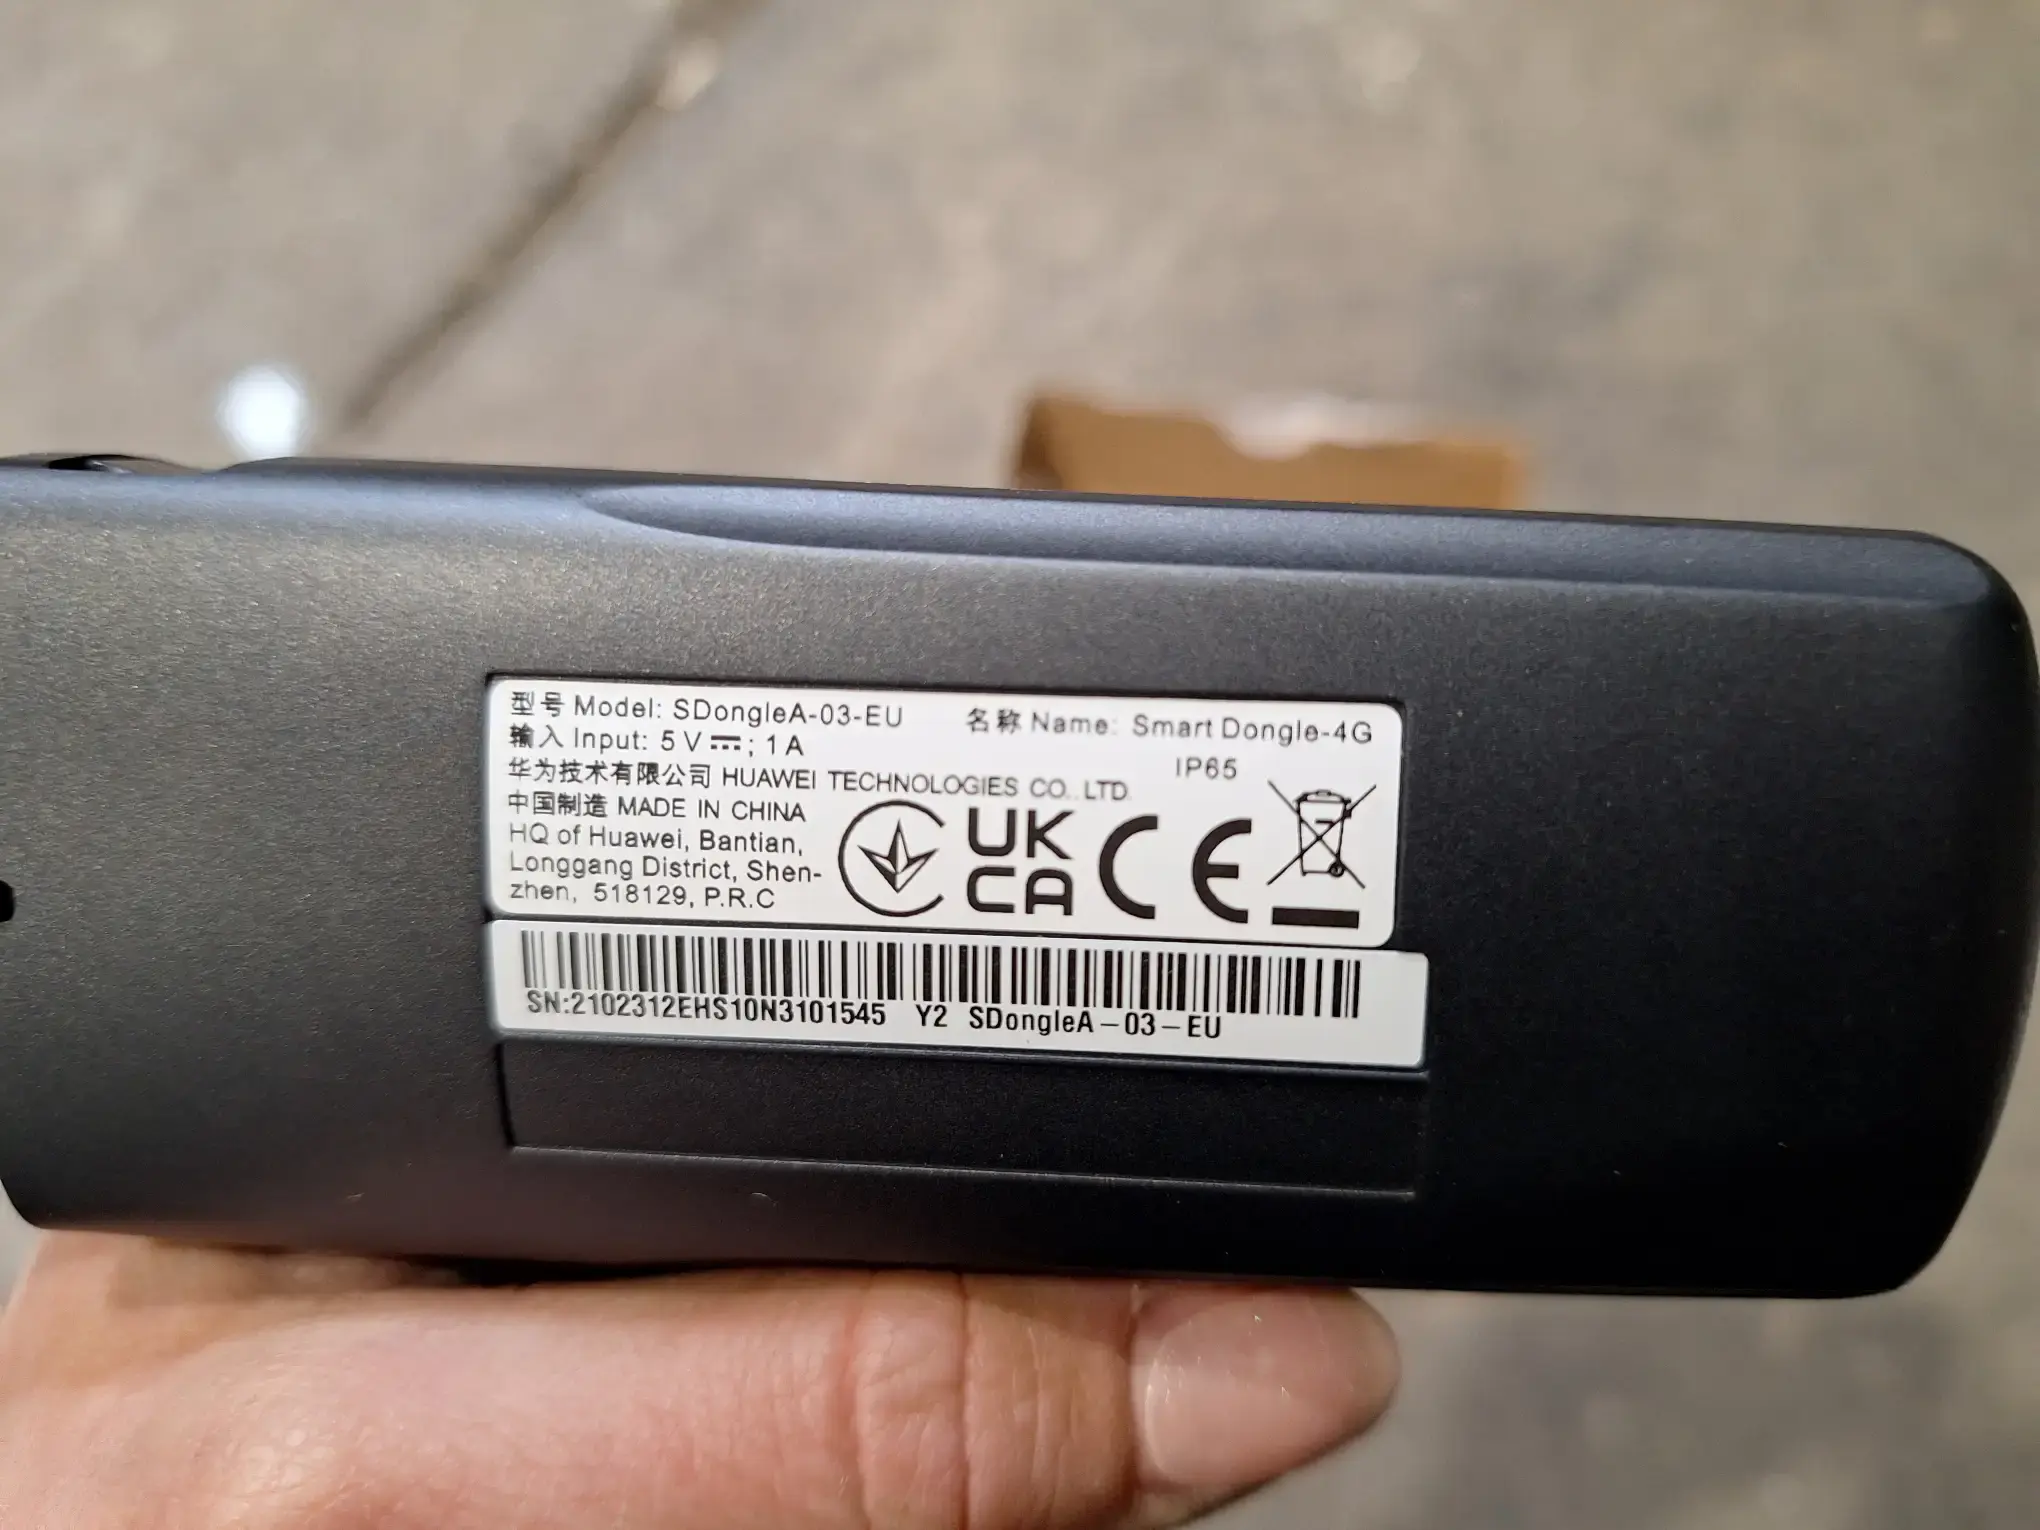 型号 Model: SDongleA-03-EU 名称 Name: Smart Dongle-4G
输入 Input: 5 V ⎓; 1 A IP65
华为技术有限公司 HUAWEI TECHNOLOGIES CO., LTD.
中国制造 MADE IN CHINA
HQ of Huawei, Bantian,
Longgang District, Shen-
zhen, 518129, P.R.C
UK
CA
CE
SN:2102312EHS10N3101545 Y2 SDongleA-03-EU